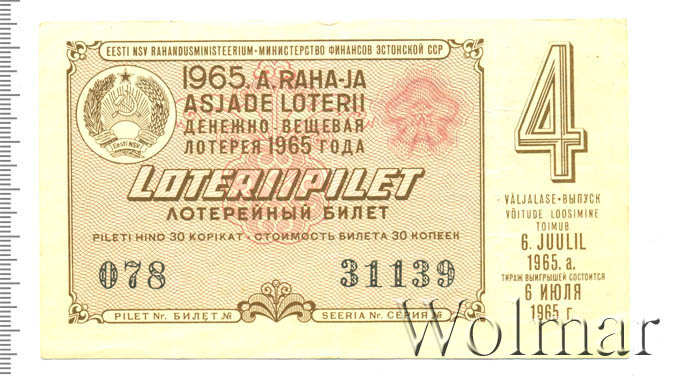 EESTI NSV RAHANDUSMINISTEERIUM • МИНИСТЕРСТВО ФИНАНСОВ ЭСТОНСКОЙ ССР
EESTI NSV
1965. A. RAHA-JA
ASJADE LOTERII
ДЕНЕЖНО-ВЕЩЕВАЯ
ЛОТЕРЕЯ 1965 ГОДА
LOTERIIPILET
ЛОТЕРЕЙНЫЙ БИЛЕТ
PILETI HIND 30 KOPIKAT • СТОИМОСТЬ БИЛЕТА 30 КОПЕЕК
078 31139
PILET Nr. БИЛЕТ № SEERIA Nr. СЕРИЯ №
4
VÄLJALASE • ВЫПУСК
VÕITUDE LOOSIMINE
TOIMUB
6. JUULIL
1965. a.
ТИРАЖ ВЫИГРЫШЕЙ СОСТОИТСЯ
6 ИЮЛЯ
1965 г.
Wolmar